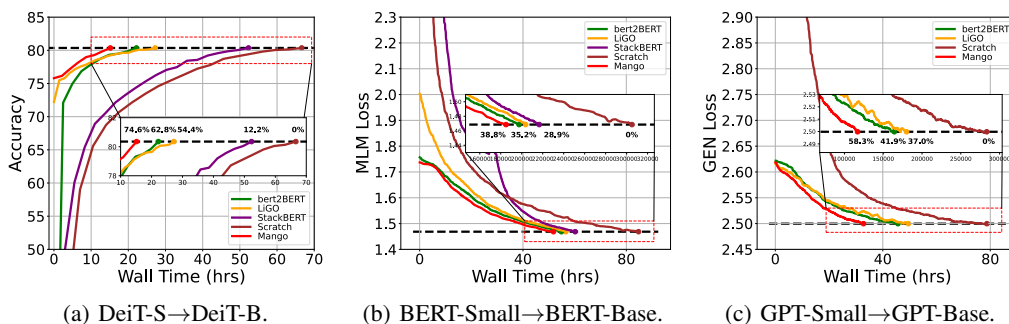 85
80
75
70
65
60
55
50
Accuracy
0 10 20 30 40 50 60 70
Wall Time (hrs)
74.6% 62.8% 54.4% 12.2% 0%
80
78
10 20 30 40 50 60 70
bert2BERT
LiGO
StackBERT
Scratch
Mango
(a) DeiT-S→DeiT-B.
2.3
2.2
2.1
2.0
1.9
1.8
1.7
1.6
1.5
1.4
MLM Loss
0 20 40 60 80
Wall Time (hrs)
bert2BERT
LiGO
StackBERT
Scratch
Mango
1.46
1.44
38.8% 35.2% 28.9% 0%
(b) BERT-Small→BERT-Base.
2.90
2.85
2.80
2.75
2.70
2.65
2.60
2.55
2.50
2.45
GEN Loss
0 40 80
Wall Time (hrs)
bert2BERT
LiGO
Scratch
Mango
2.53
2.52
2.51
2.50
2.49
58.3% 41.9% 37.0% 0%
100000 150000 200000 250000 300000
(c) GPT-Small→GPT-Base.